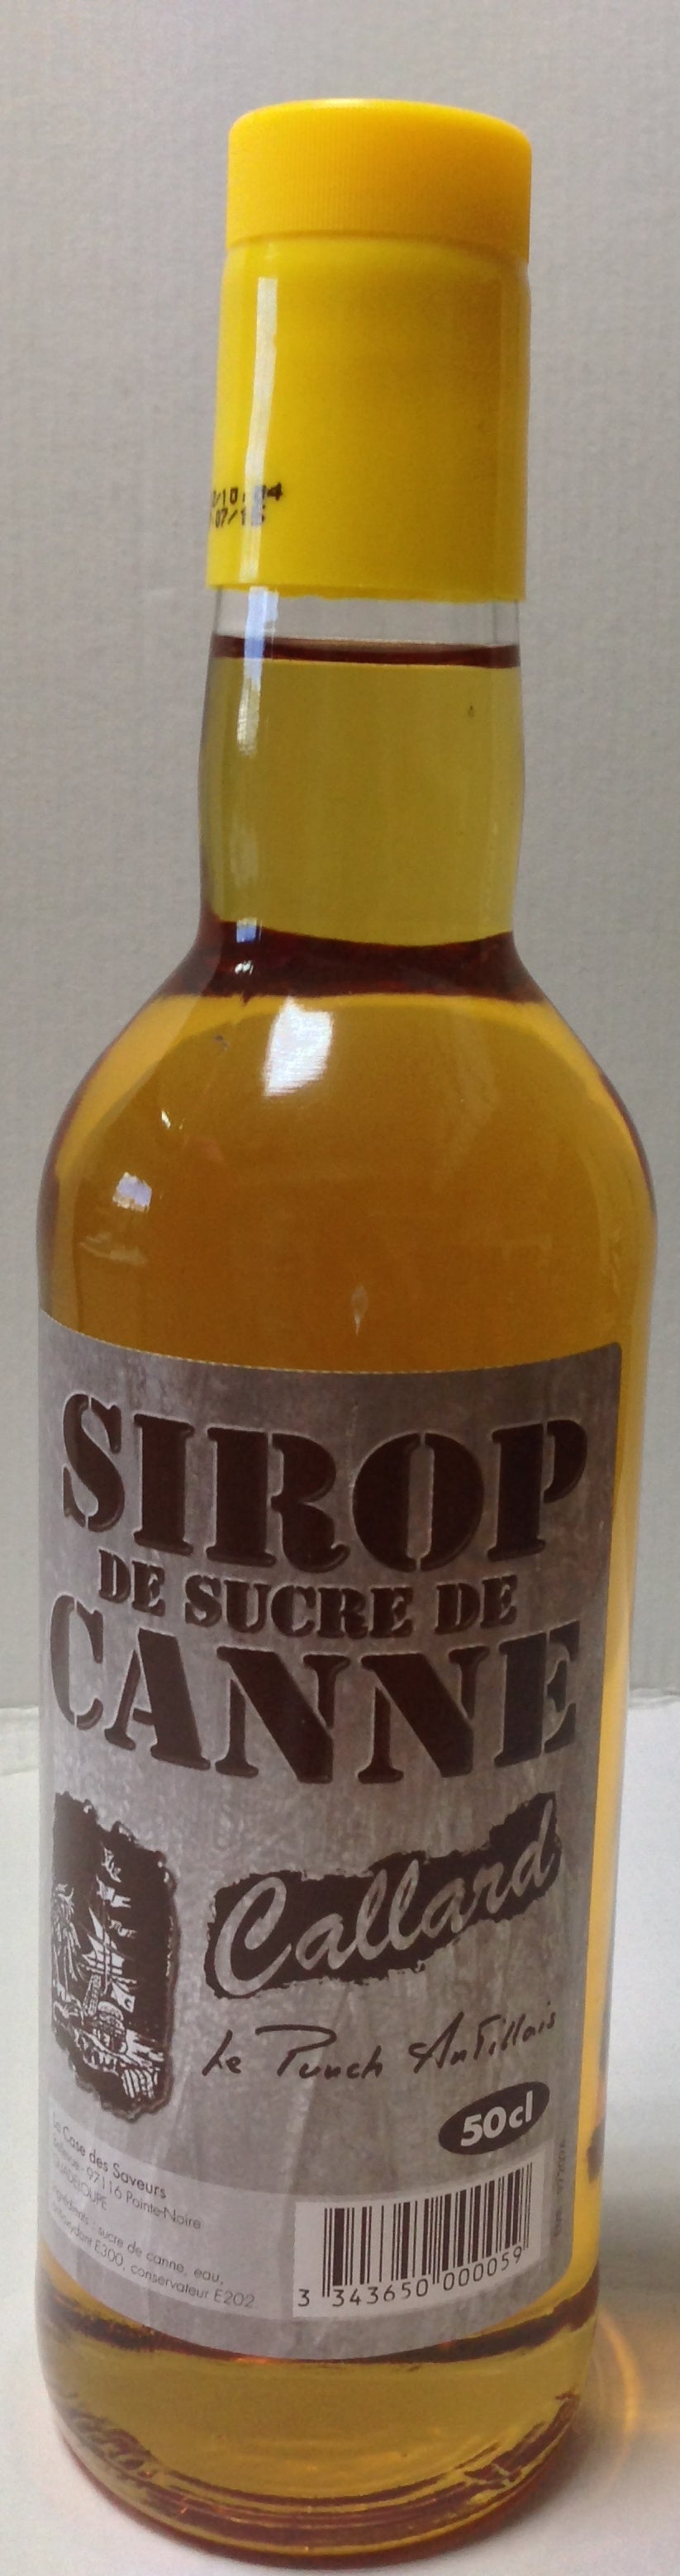 SIROP
DE SUCRE DE
CANNE
Callard
Le Punch Antillais
50cl
Case des Saveurs
97116 Pointe-Noire
GUADELOUPE
sucre de canne, eau,
E300, conservateur E202
3 343650 000059